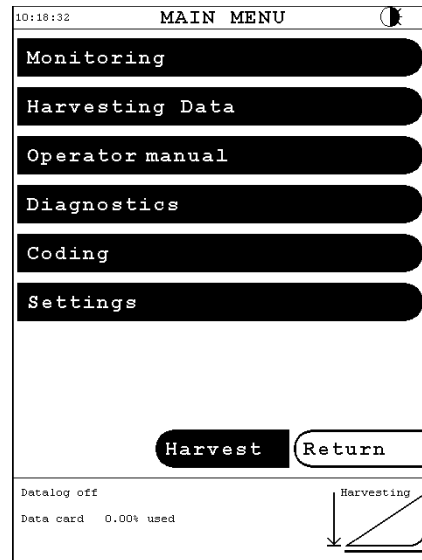 10:18:32 MAIN MENU
Monitoring
Harvesting Data
Operator manual
Diagnostics
Coding
Settings
Harvest Return
Datalog off Harvesting
Data card 0.00% used